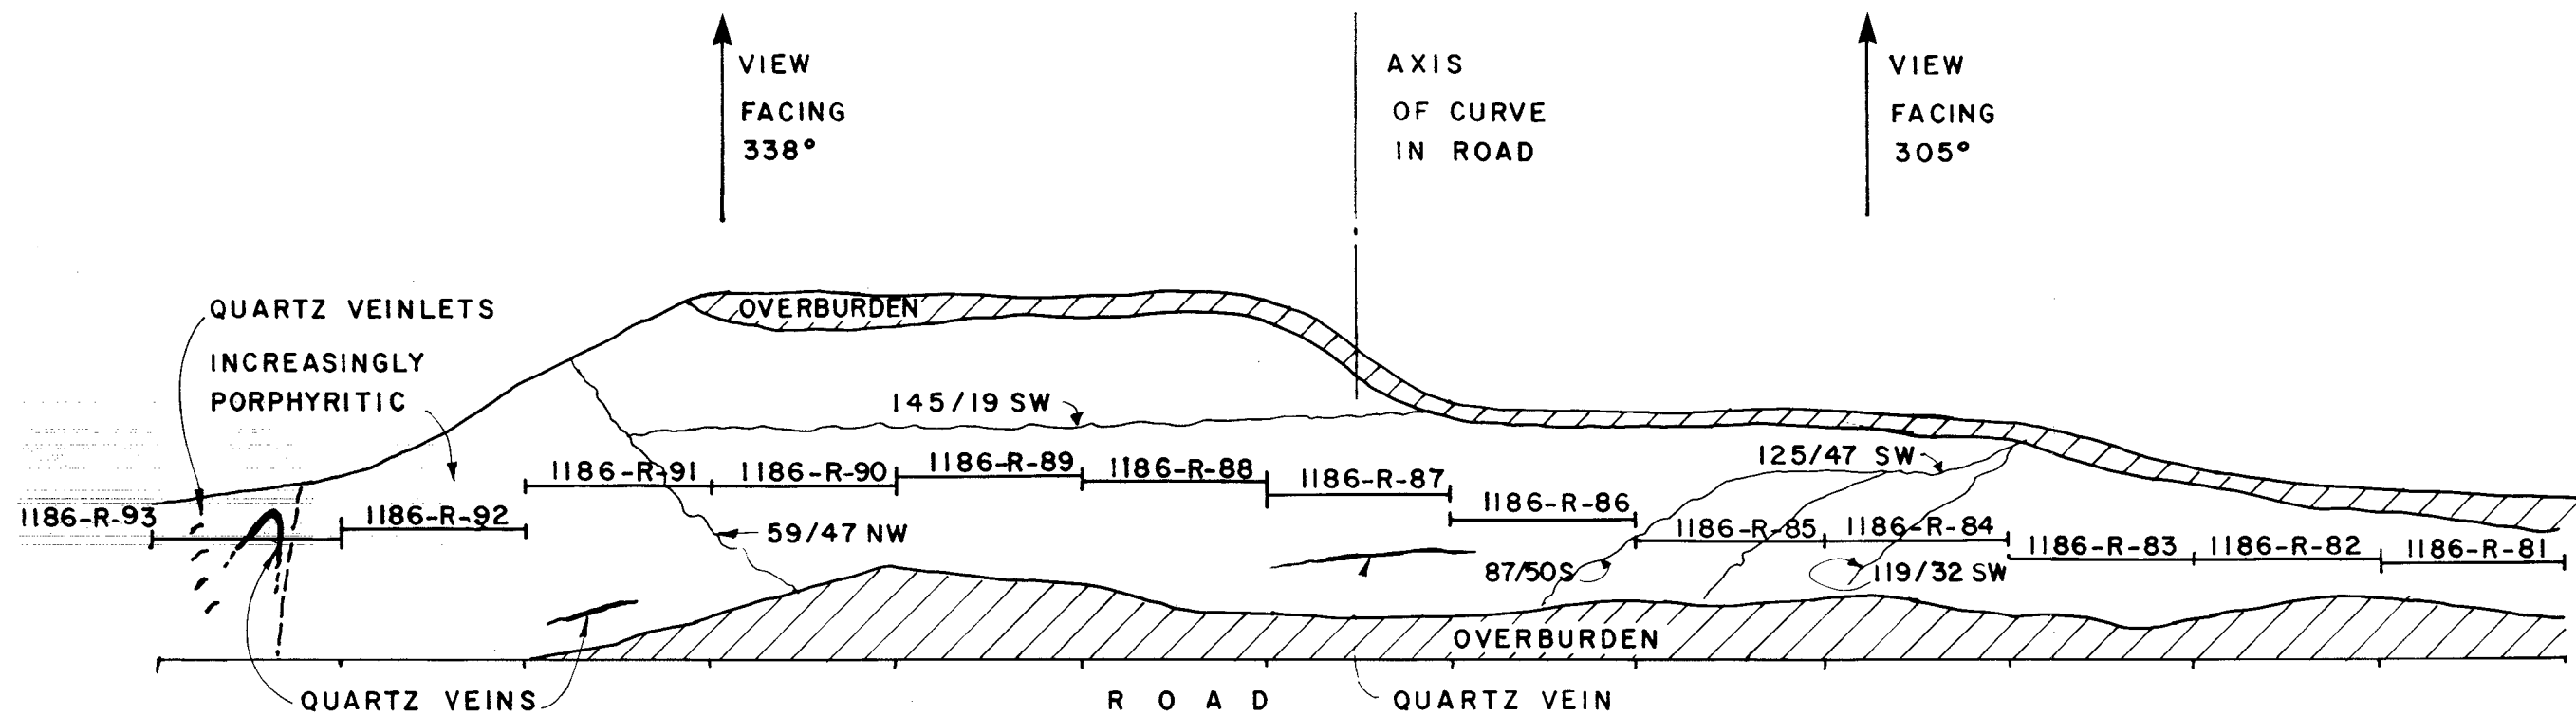 VIEW
FACING
338°
AXIS
OF CURVE
IN ROAD
VIEW
FACING
305°
QUARTZ VEINLETS
INCREASINGLY
PORPHYRITIC
OVERBURDEN
145/19 SW
125/47 SW
1186-R-93
1186-R-92
1186-R-91
1186-R-90
1186-R-89
1186-R-88
1186-R-87
1186-R-86
1186-R-85
1186-R-84
1186-R-83
1186-R-82
1186-R-81
59/47 NW
87/50S
119/32 SW
OVERBURDEN
QUARTZ VEINS
ROAD
QUARTZ VEIN